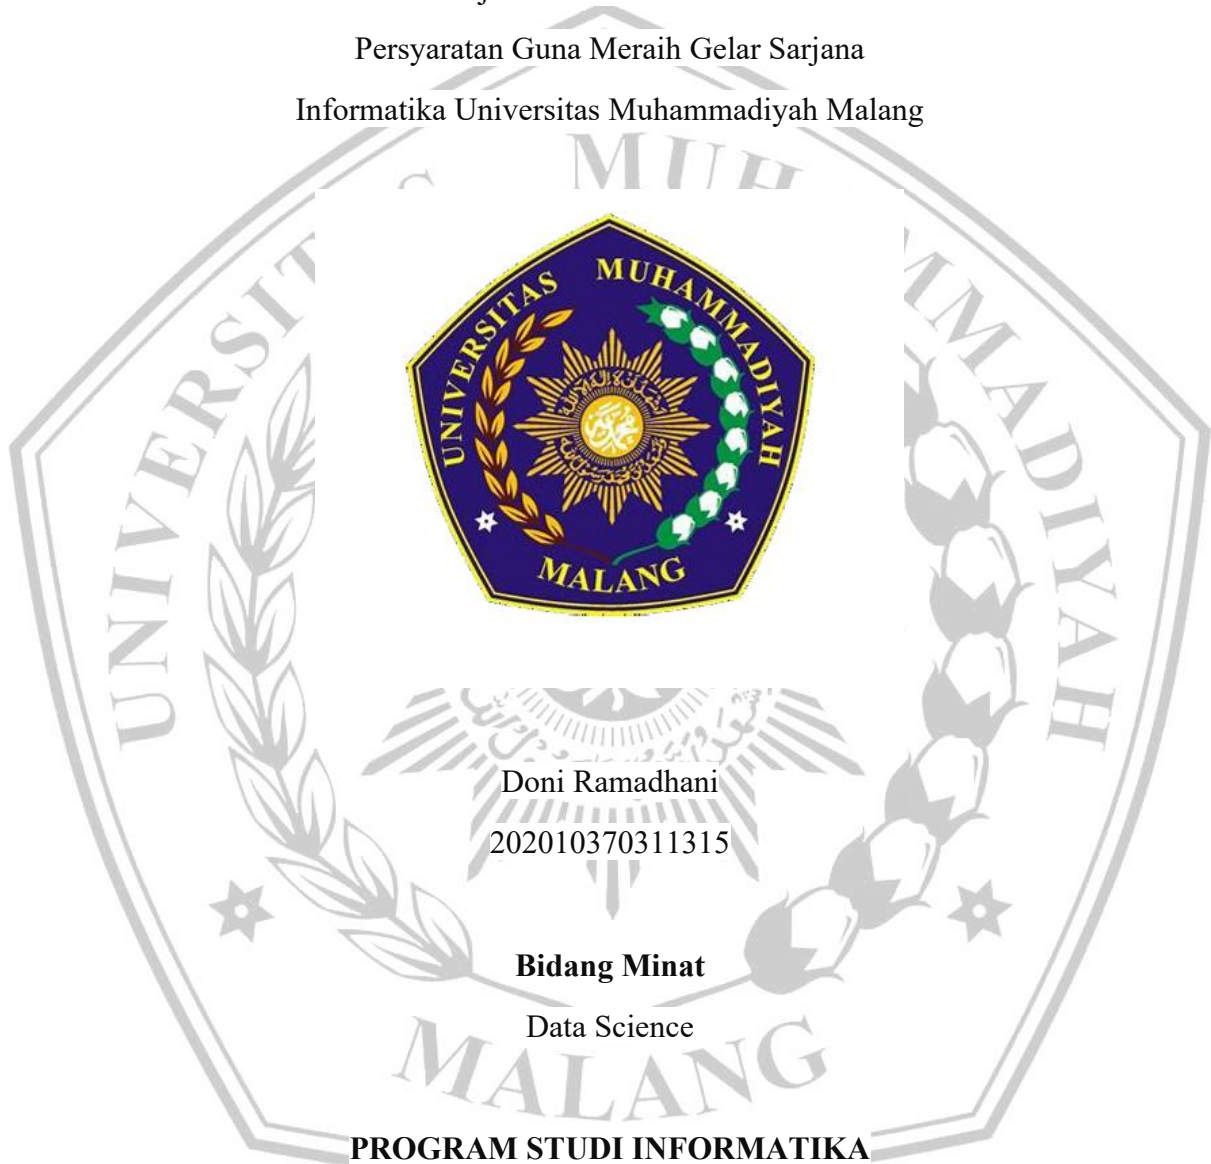 Persyaratan Guna Meraih Gelar Sarjana
Informatika Universitas Muhammadiyah Malang
UNIVERSITAS MUHAMMADIYAH
MALANG
Doni Ramadhani
202010370311315
Bidang Minat
Data Science
MALANG
PROGRAM STUDI INFORMATIKA